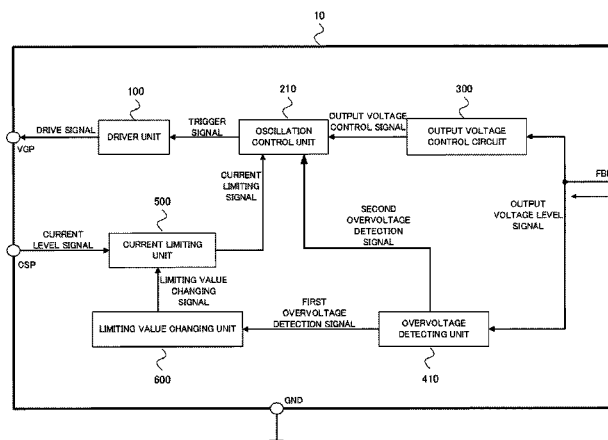 10
100
210
300
DRIVE SIGNAL
VGP
DRIVER UNIT
TRIGGER
SIGNAL
OSCILLATION
CONTROL UNIT
OUTPUT VOLTAGE
CONTROL SIGNAL
OUTPUT VOLTAGE
CONTROL CIRCUIT
CURRENT
LIMITING
SIGNAL
OUTPUT
VOLTAGE LEVEL
SIGNAL
500
SECOND
OVERVOLTAGE
DETECTION
SIGNAL
CURRENT
LEVEL SIGNAL
CSP
CURRENT LIMITING
UNIT
LIMITING VALUE
CHANGING
SIGNAL
LIMITING VALUE CHANGING UNIT
FIRST
OVERVOLTAGE
DETECTION SIGNAL
OVERVOLTAGE
DETECTING UNIT
600
410
GND